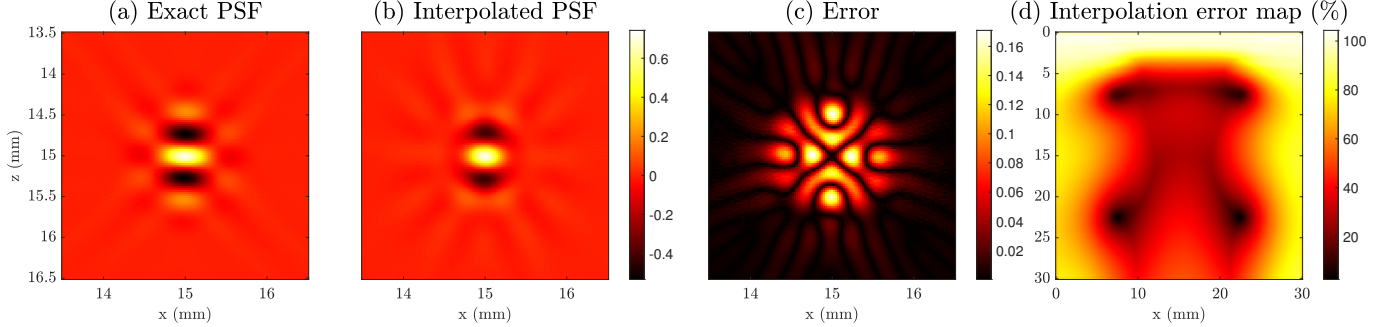 (a) Exact PSF
(b) Interpolated PSF
(c) Error
(d) Interpolation error map (%)
13.5
14
14.5
15
15.5
16
16.5
z (mm)
14 15 16
x (mm)
14 15 16
x (mm)
0.6
0.4
0.2
0
-0.2
-0.4
14 15 16
x (mm)
0.16
0.14
0.12
0.1
0.08
0.06
0.04
0.02
0
5
10
15
20
25
30
0 10 20 30
x (mm)
100
80
60
40
20